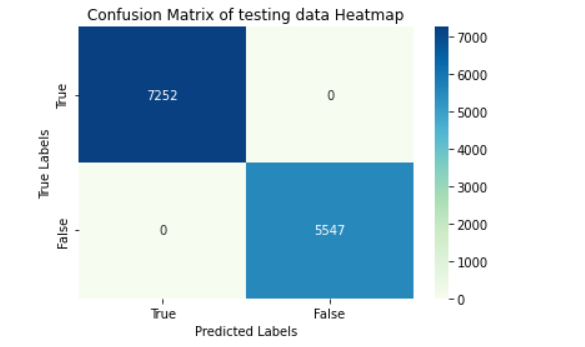 Confusion Matrix of testing data Heatmap
True Labels
True
False
7252
0
0
5547
True
False
Predicted Labels
7000
6000
5000
4000
3000
2000
1000
0